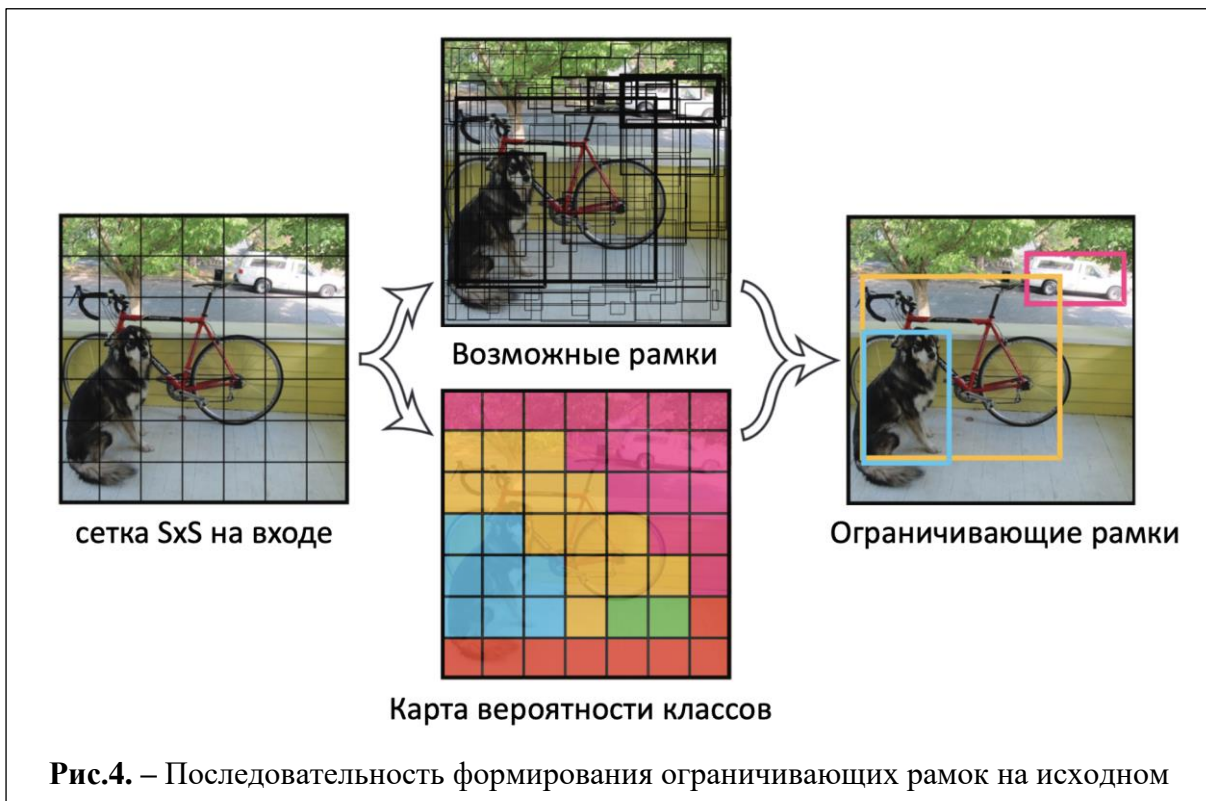 Возможные рамки
сетка SxS на входе
Ограничивающие рамки
Карта вероятности классов
Рис.4. – Последовательность формирования ограничивающих рамок на исходном